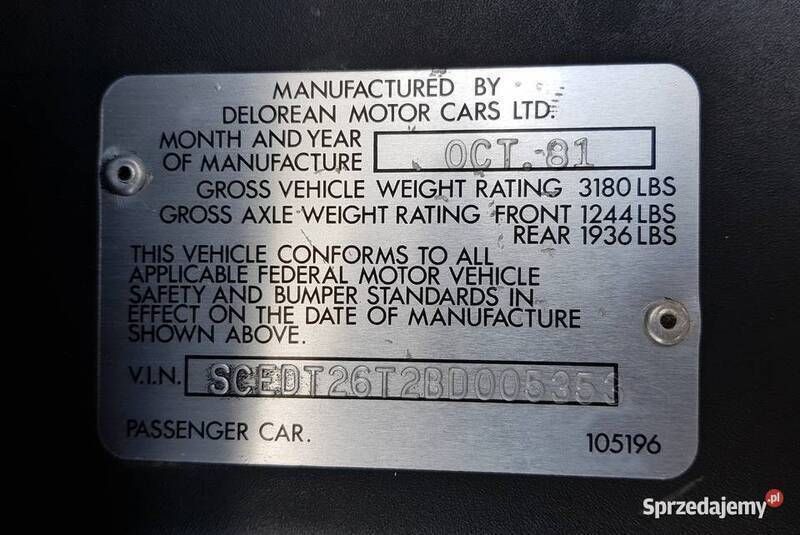 MANUFACTURED BY
DELOREAN MOTOR CARS LTD.
MONTH AND YEAR
OF MANUFACTURE OCT. 81
GROSS VEHICLE WEIGHT RATING 3180 LBS
GROSS AXLE WEIGHT RATING FRONT 1244 LBS
REAR 1936 LBS
THIS VEHICLE CONFORMS TO ALL
APPLICABLE FEDERAL MOTOR VEHICLE
SAFETY AND BUMPER STANDARDS IN
EFFECT ON THE DATE OF MANUFACTURE
SHOWN ABOVE.
V.I.N. SCEDT26T2BD005353
PASSENGER CAR. 105196
Sprzedajemy.pl